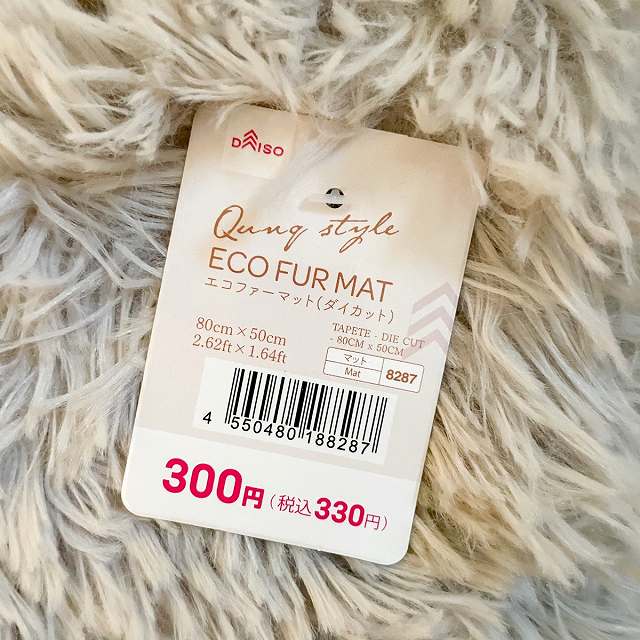 DAISO
Qung style
ECO FUR MAT
エコファーマット(ダイカット)
80cm×50cm
2.62ft×1.64ft
TAPETE - DIE CUT
- 80CM x 50CM
マット
Mat
8287
4 550480 188287
300円(税込330円)